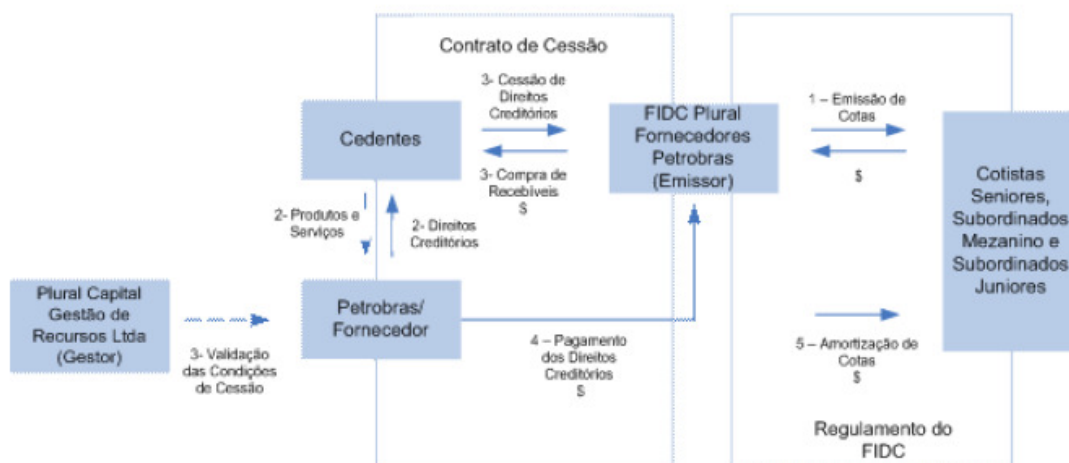 Contrato de Cessão
3- Cessão de
Direitos
Creditórios
Cedentes
3- Compra de
Recebíveis
$
FIDC Plural
Fornecedores
Petrobras
(Emissor)
1 – Emissão de
Cotas
$
Cotistas
Seniores,
Subordinados
Mezanino e
Subordinados
Juniores
2- Produtos e
Serviços
2- Direitos
Creditórios
Plural Capital
Gestão de
Recursos Ltda
(Gestor)
3- Validação
das Condições
de Cessão
Petrobras/
Fornecedor
4 – Pagamento
dos Direitos
Creditórios
$
5 – Amortização de
Cotas
$
Regulamento do
FIDC